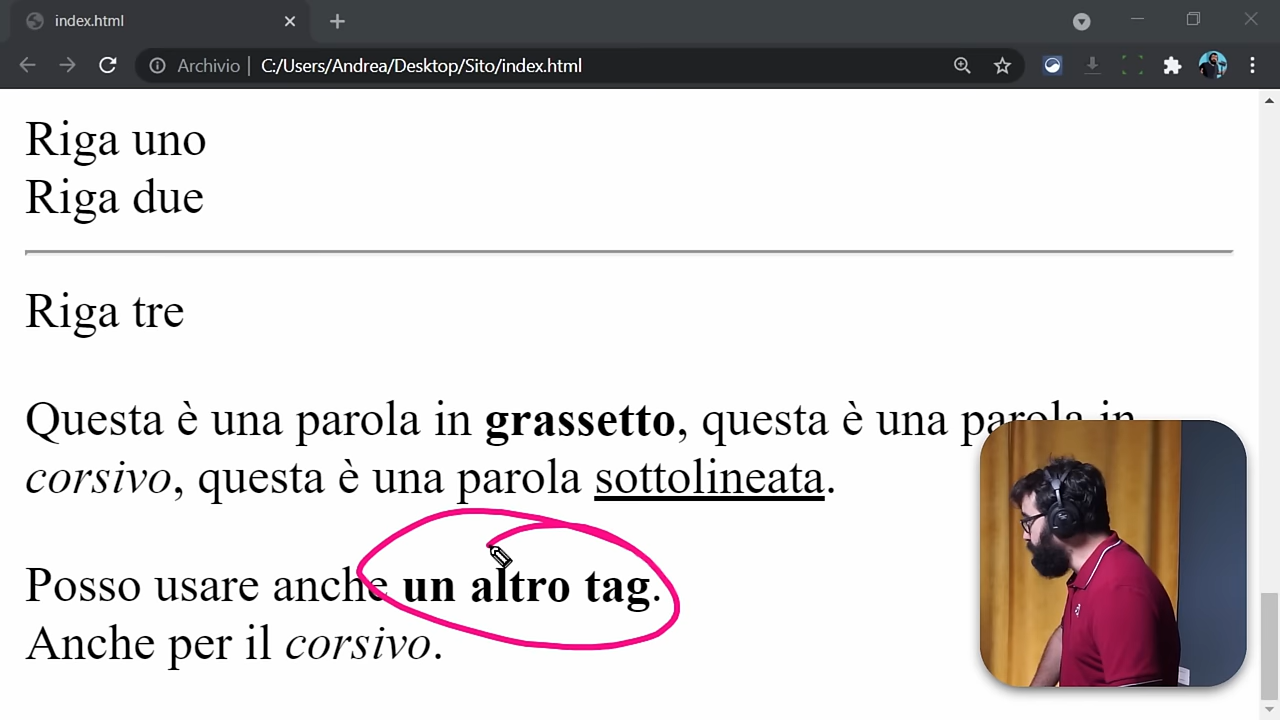 index.html
Archivio | C:/Users/Andrea/Desktop/Sito/index.html
Riga uno
Riga due
Riga tre
Questa è una parola in grassetto, questa è una parola in
corsivo, questa è una parola sottolineata.
Posso usare anche un altro tag.
Anche per il corsivo.